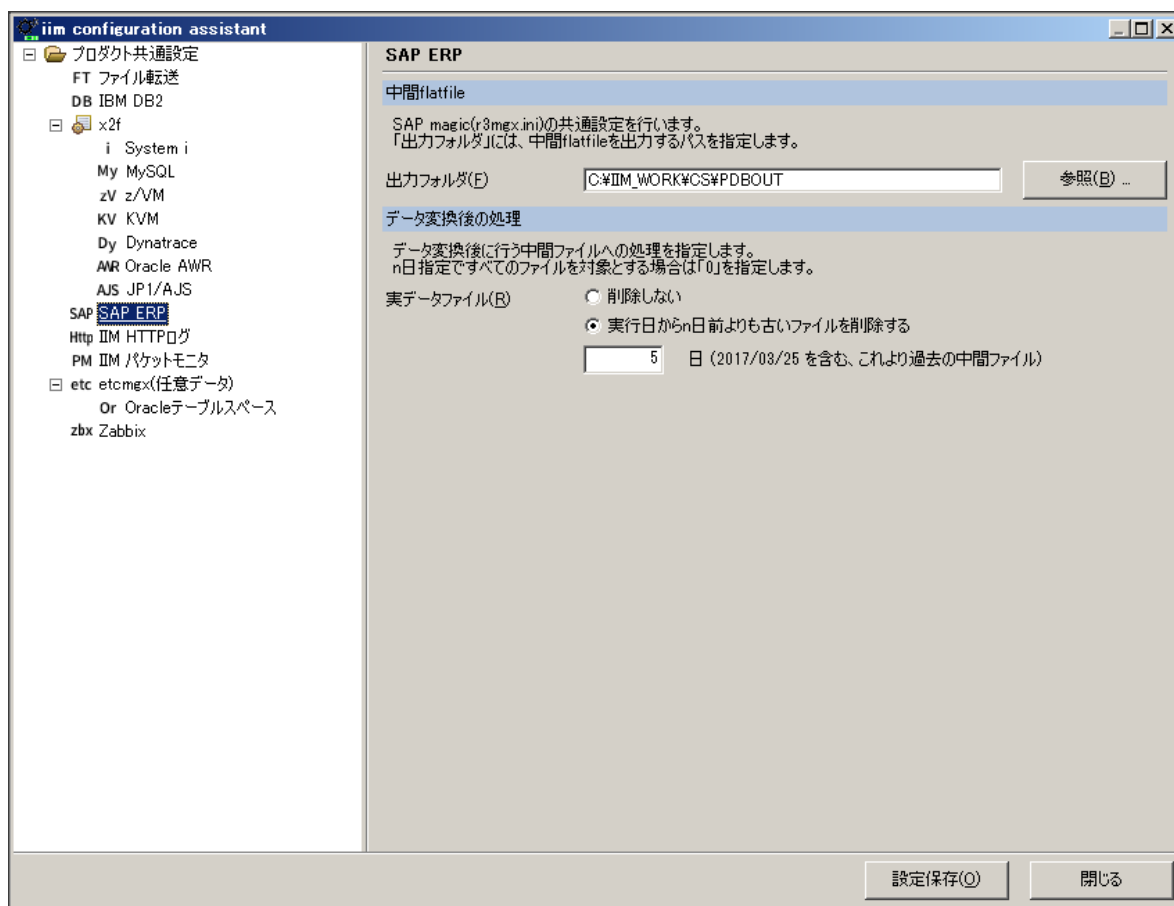 iim configuration assistant
プロダクト共通設定
FT ファイル転送
DB IBM DB2
x2f
i System i
My MySQL
zV z/VM
KV KVM
Dy Dynatrace
AWR Oracle AWR
AJS JP1/AJS
SAP SAP ERP
Http IIM HTTPログ
PM IIM パケットモニタ
etc etcmgx(任意データ)
Or Oracleテーブルスペース
zbx Zabbix
SAP ERP
中間flatfile
SAP magic(r3mgx.ini)の共通設定を行います。
「出力フォルダ」には、中間flatfileを出力するパスを指定します。
出力フォルダ(F) C:¥IIM_WORK¥CS¥PDBOUT 参照(B) ...
データ変換後の処理
データ変換後に行う中間ファイルへの処理を指定します。
n日指定ですべてのファイルを対象とする場合は「0」を指定します。
実データファイル(R) 削除しない
実行日からn日前よりも古いファイルを削除する
5 日 (2017/03/25 を含む、これより過去の中間ファイル)
設定保存(O) 閉じる